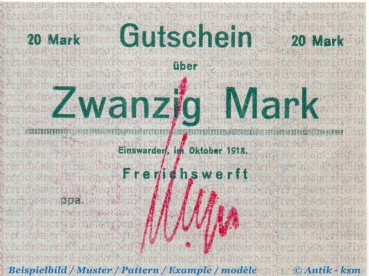 20 Mark Gutschein 20 Mark
über
Zwanzig Mark
Einswarden, im Oktober 1918.
Frerichswerft
ppa.
Beispielbild / Muster / Pattern / Example / modèle © Antik - ksm